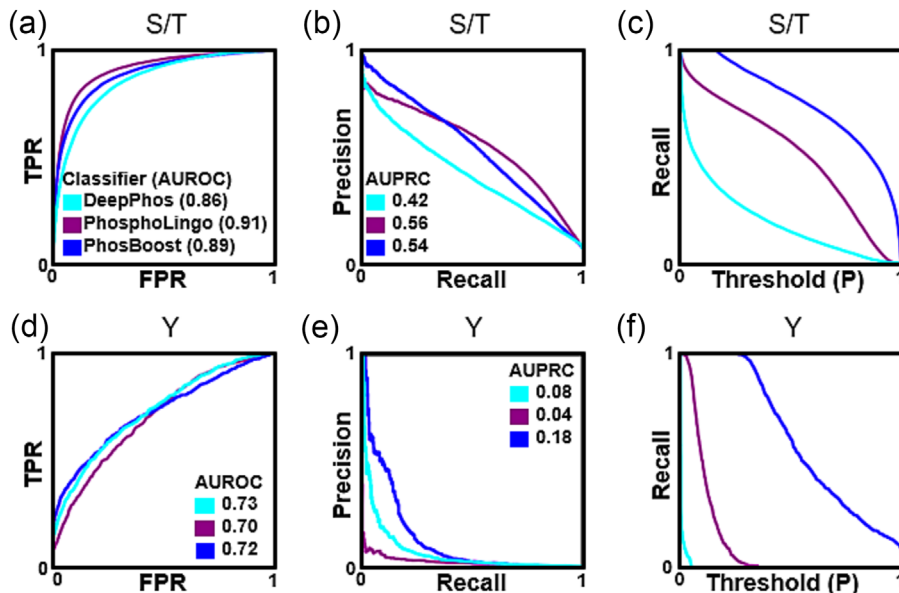 (a) S/T
1
TPR
Classifier (AUROC)
DeepPhos (0.86)
PhosphoLingo (0.91)
PhosBoost (0.89)
0
0 FPR 1
(b) S/T
1
Precision
AUPRC
0.42
0.56
0.54
0
0 Recall 1
(c) S/T
1
Recall
0
0 Threshold (P) 1
(d) Y
1
TPR
AUROC
0.73
0.70
0.72
0
0 FPR 1
(e) Y
1
Precision
AUPRC
0.08
0.04
0.18
0
0 Recall 1
(f) Y
1
Recall
0
0 Threshold (P) 1